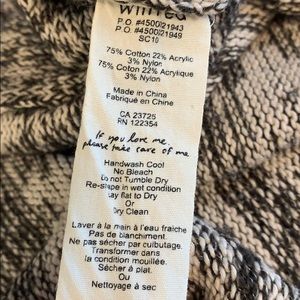 P.O. #4500121943
P.O. #4500121949
SC10
75% Cotton 22% Acrylic
3% Nylon
75% Cotton 22% Acrylique
3% Nylon
Made in China
Fabriqué en Chine
CA 23725
RN 122354
If you love me,
please take care of me
Handwash Cool
No Bleach
Do not Tumble Dry
Re-shape in wet condition
Lay flat to Dry
Or
Dry Clean
Laver à la main à l'eau fraiche
Pas de blanchiment.
Ne pas sécher par culbutage.
Transformer dans
la condition mouillée.
Sécher à plat.
Ou
Nettoyage à sec